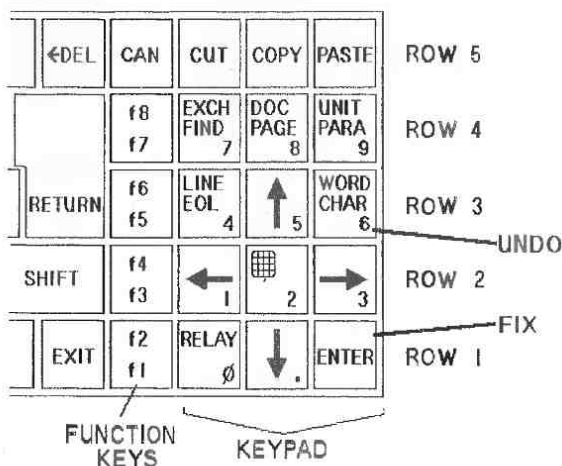 ←DEL CAN CUT COPY PASTE ROW 5
f8 EXCH DOC UNIT
f7 FIND PAGE PARA ROW 4
7 8 9
f6 LINE WORD
RETURN f5 EOL CHAR ROW 3
4 ↑ 5 6
UNDO
SHIFT f4 ROW 2
f3 ← 1 2 → 3
FIX
EXIT f2 RELAY ENTER ROW 1
f1 Ø ↓ .
FUNCTION
KEYS
KEYPAD